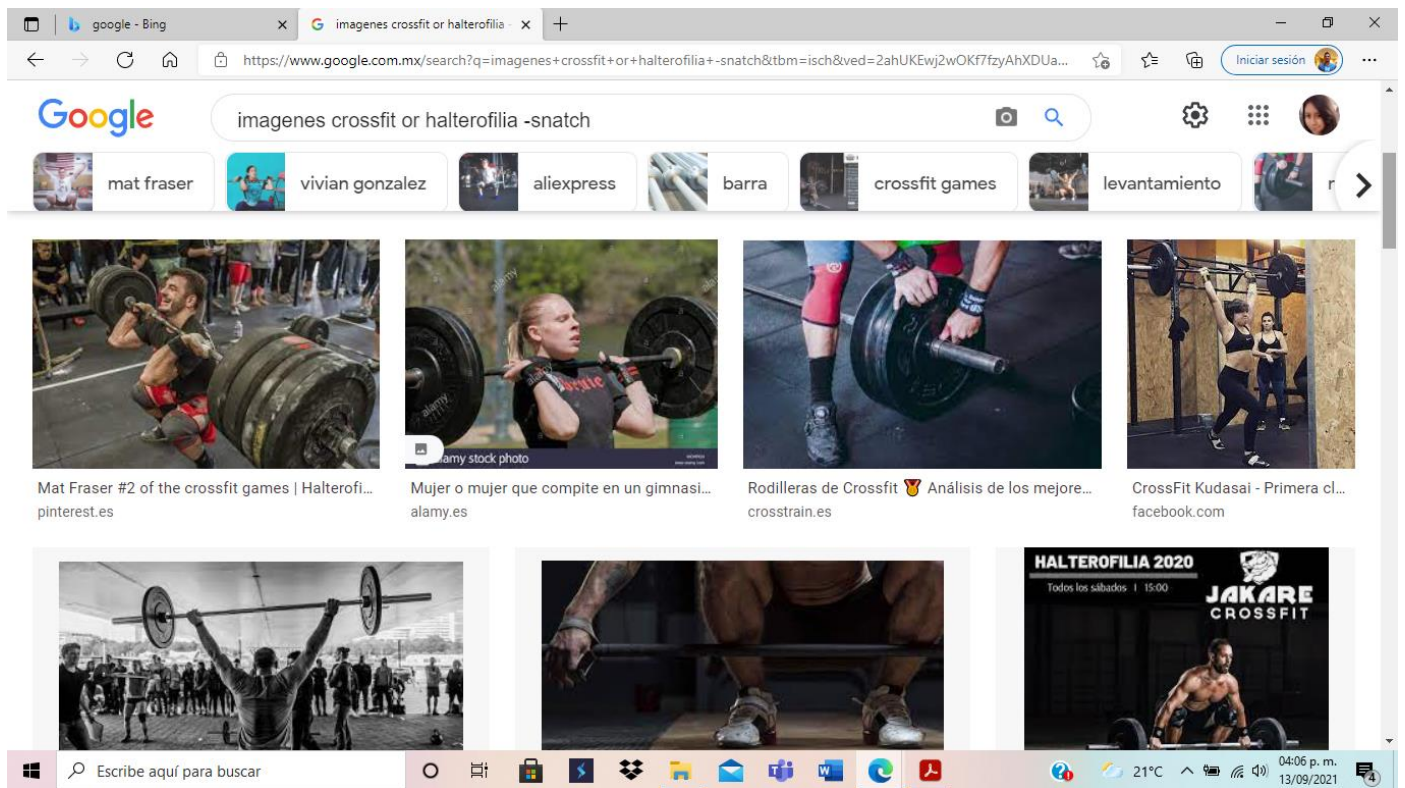 google - Bing
imagenes crossfit or halterofilia -
https://www.google.com.mx/search?q=imagenes+crossfit+or+halterofilia+-snatch&tbm=isch&ved=2ahUKEwj2wOKf7fzyAhXDUa...
Iniciar sesión
Google
imagenes crossfit or halterofilia -snatch
mat fraser
vivian gonzalez
aliexpress
barra
crossfit games
levantamiento
r
alamy
alamy
alamy stock photo
Mat Fraser #2 of the crossfit games | Halterofi...
pinterest.es
Mujer o mujer que compite en un gimnasi...
alamy.es
Rodilleras de Crossfit 🏅 Análisis de los mejore...
crosstrain.es
CrossFit Kudasai - Primera cl...
facebook.com
HALTEROFILIA 2020
Todos los sábados | 15:00
JAKARE
CROSSFIT
Escribe aquí para buscar
21°C
04:06 p. m.
13/09/2021
4